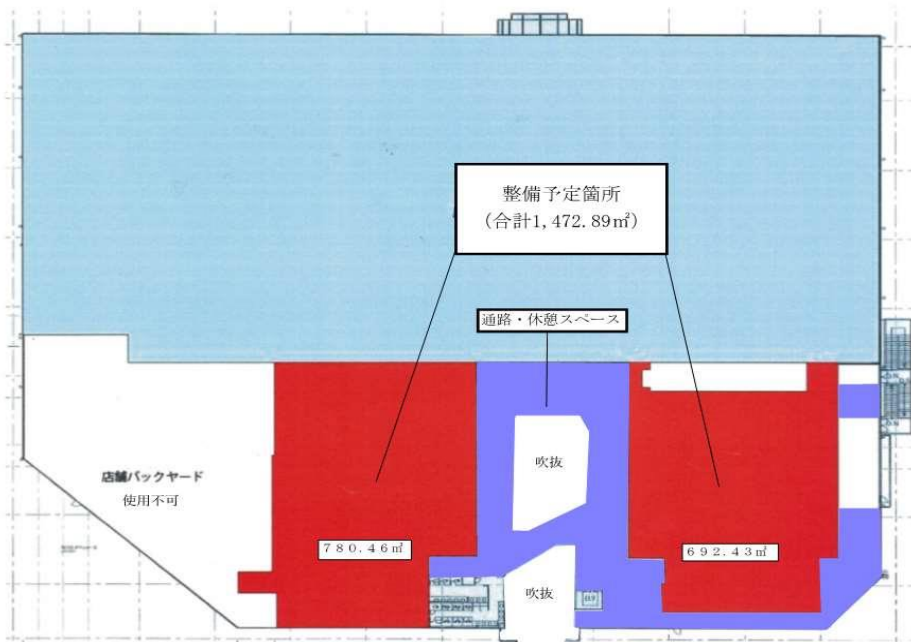 整備予定箇所
（合計1,472.89㎡）
通路・休憩スペース
吹抜
店舗バックヤード
使用不可
780.46㎡
692.43㎡
吹抜